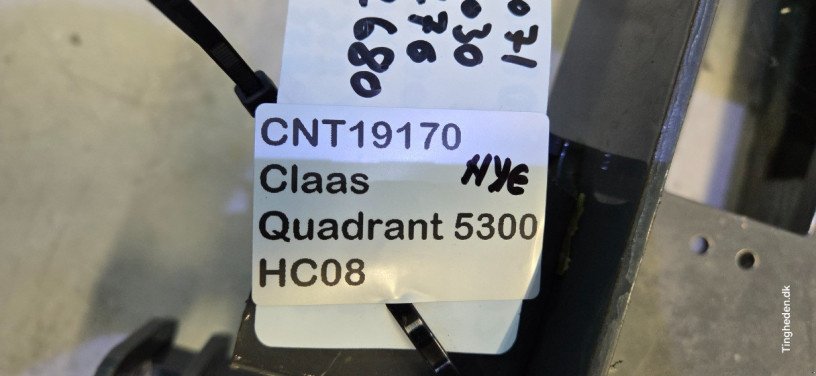 CNT19170
Claas
NYE
Quadrant 5300
HC08
Tingheden.dk